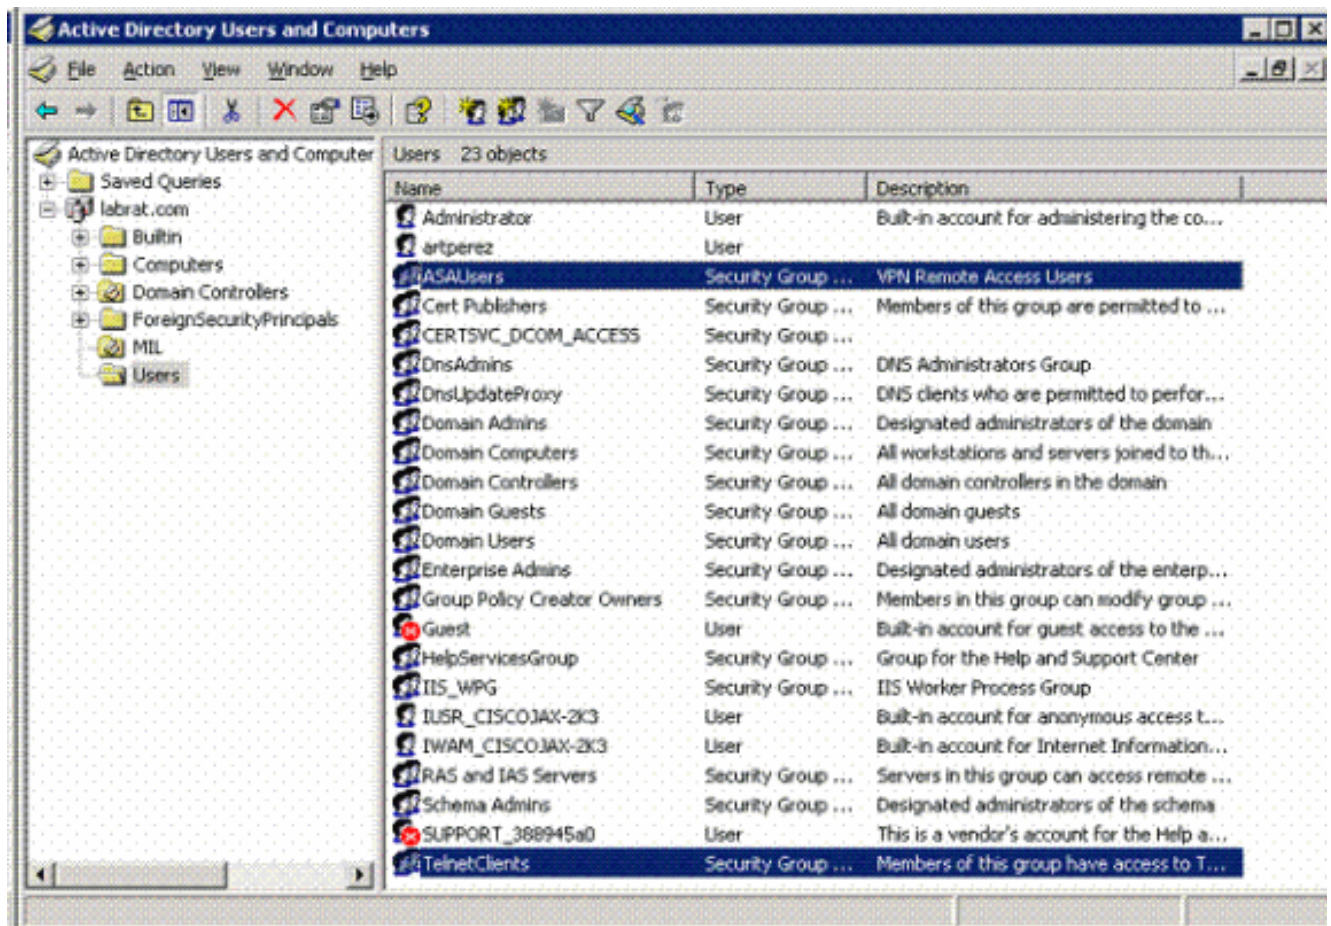 Active Directory Users and Computers
File Action View Window Help
Active Directory Users and Computer
Saved Queries
labrat.com
Builtin
Computers
Domain Controllers
ForeignSecurityPrincipals
MIL
Users
Users 23 objects
Name Type Description
Administrator User Built-in account for administering the co...
artperez User
ASAUsers Security Group ... VPN Remote Access Users
Cert Publishers Security Group ... Members of this group are permitted to ...
CERTSVC_DCOM_ACCESS Security Group ...
DnsAdmins Security Group ... DNS Administrators Group
DnsUpdateProxy Security Group ... DNS clients who are permitted to perfor...
Domain Admins Security Group ... Designated administrators of the domain
Domain Computers Security Group ... All workstations and servers joined to th...
Domain Controllers Security Group ... All domain controllers in the domain
Domain Guests Security Group ... All domain guests
Domain Users Security Group ... All domain users
Enterprise Admins Security Group ... Designated administrators of the enterp...
Group Policy Creator Owners Security Group ... Members in this group can modify group ...
Guest User Built-in account for guest access to the ...
HelpServicesGroup Security Group ... Group for the Help and Support Center
IIS_WPG Security Group ... IIS Worker Process Group
IUSR_CISCOJAX-2K3 User Built-in account for anonymous access t...
IWAM_CISCOJAX-2K3 User Built-in account for Internet Information...
RAS and IAS Servers Security Group ... Servers in this group can access remote ...
Schema Admins Security Group ... Designated administrators of the schema
SUPPORT_388945a0 User This is a vendor's account for the Help a...
TelnetClients Security Group ... Members of this group have access to T...